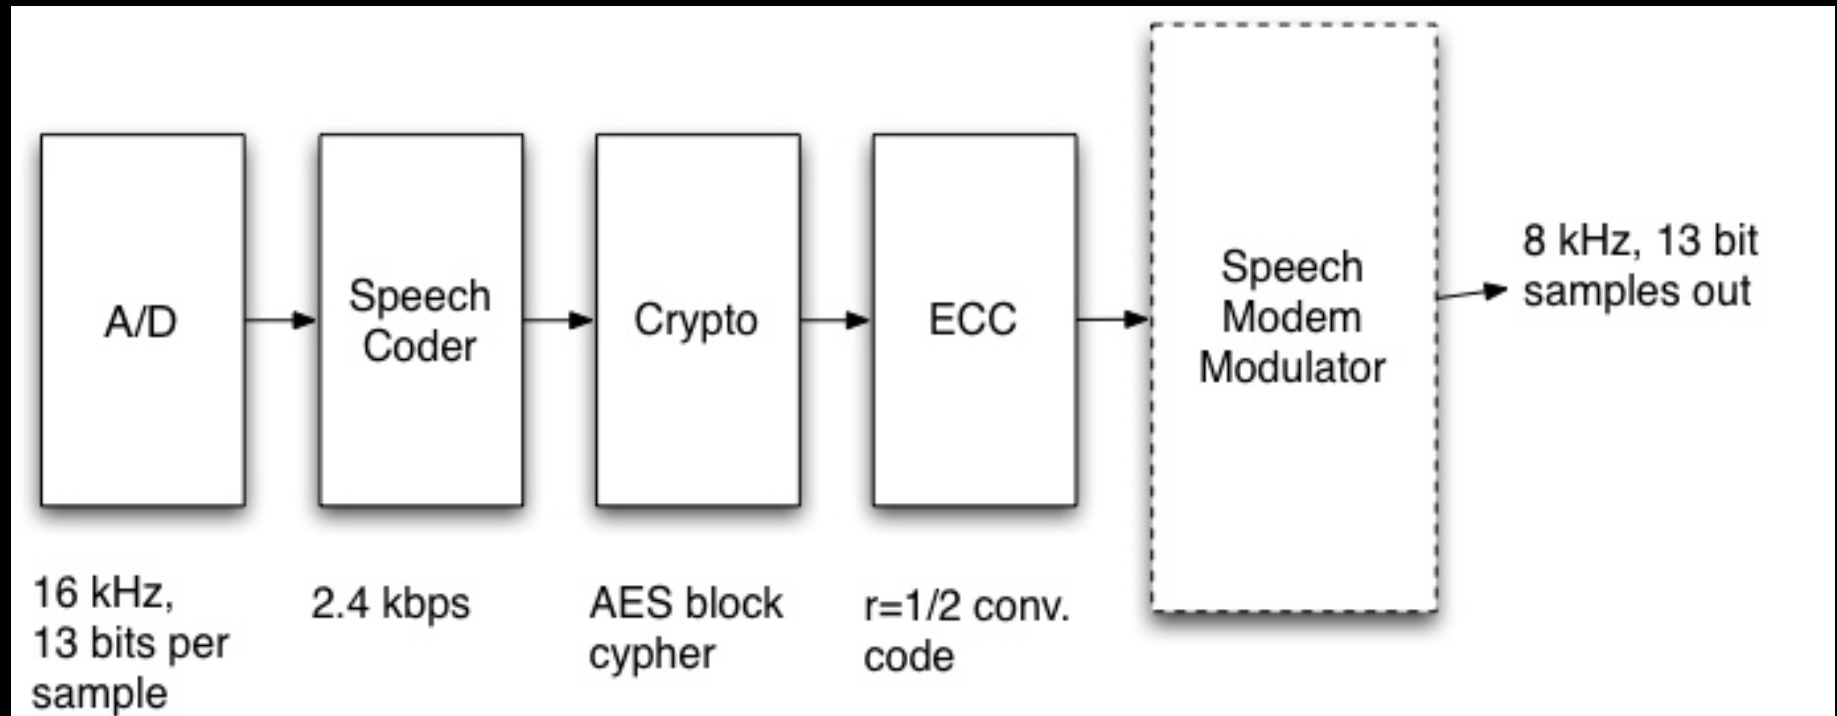 A/D
Speech
Coder
Crypto
ECC
Speech
Modem
Modulator
8 kHz, 13 bit
samples out
16 kHz,
13 bits per
sample
2.4 kbps
AES block
cypher
r=1/2 conv.
code